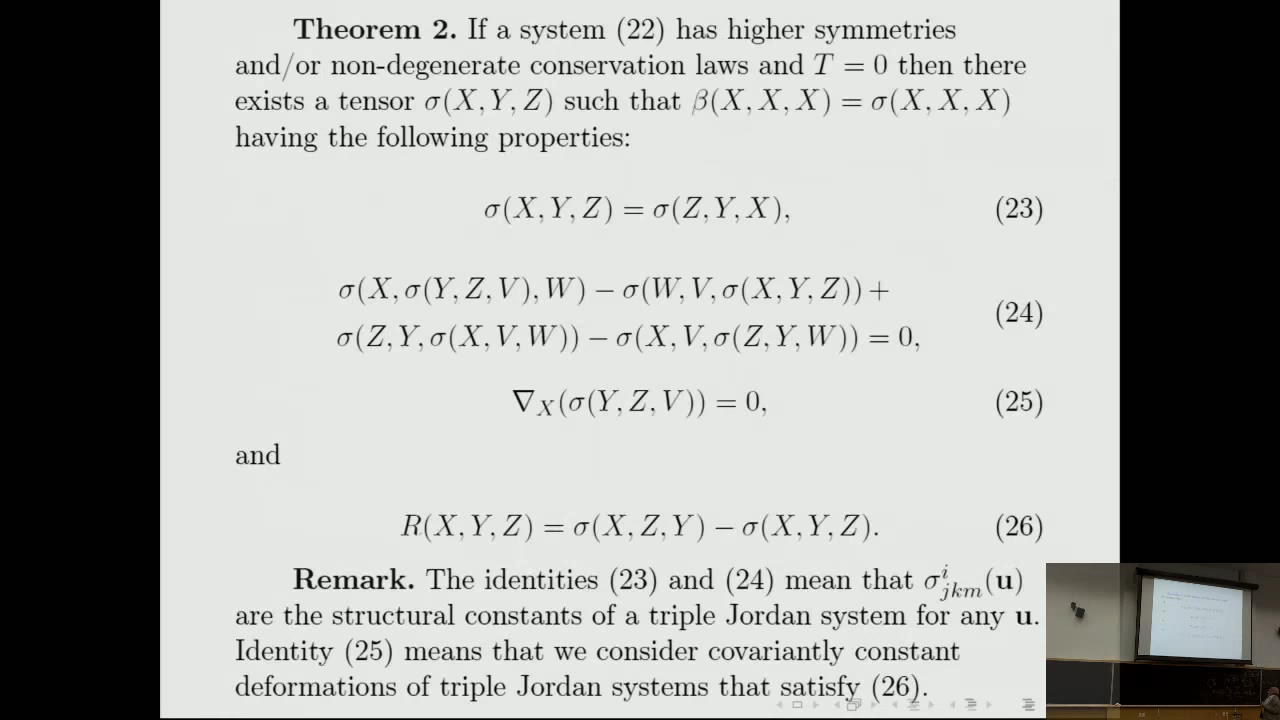 Theorem 2. If a system (22) has higher symmetries
and/or non-degenerate conservation laws and T = 0 then there
exists a tensor σ(X, Y, Z) such that β(X, X, X) = σ(X, X, X)
having the following properties:
σ(X, Y, Z) = σ(Z, Y, X), (23)
σ(X, σ(Y, Z, V), W) − σ(W, V, σ(X, Y, Z)) +
σ(Z, Y, σ(X, V, W)) − σ(X, V, σ(Z, Y, W)) = 0, (24)
∇_X(σ(Y, Z, V)) = 0, (25)
and
R(X, Y, Z) = σ(X, Z, Y) − σ(X, Y, Z). (26)
Remark. The identities (23) and (24) mean that σ^i_{jkm}(u)
are the structural constants of a triple Jordan system for any u.
Identity (25) means that we consider covariantly constant
deformations of triple Jordan systems that satisfy (26).